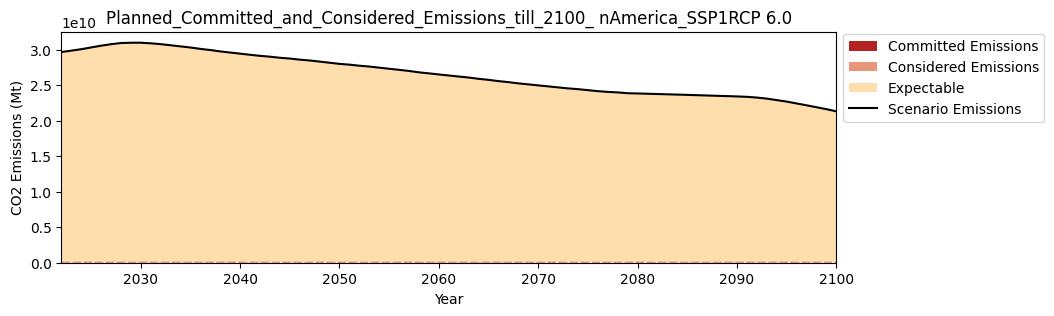 Planned_Committed_and_Considered_Emissions_till_2100_ nAmerica_SSP1RCP 6.0
1e10
3.0
2.5
2.0
1.5
1.0
0.5
0.0
CO2 Emissions (Mt)
2030 2040 2050 2060 2070 2080 2090 2100
Year
Committed Emissions
Considered Emissions
Expectable
Scenario Emissions